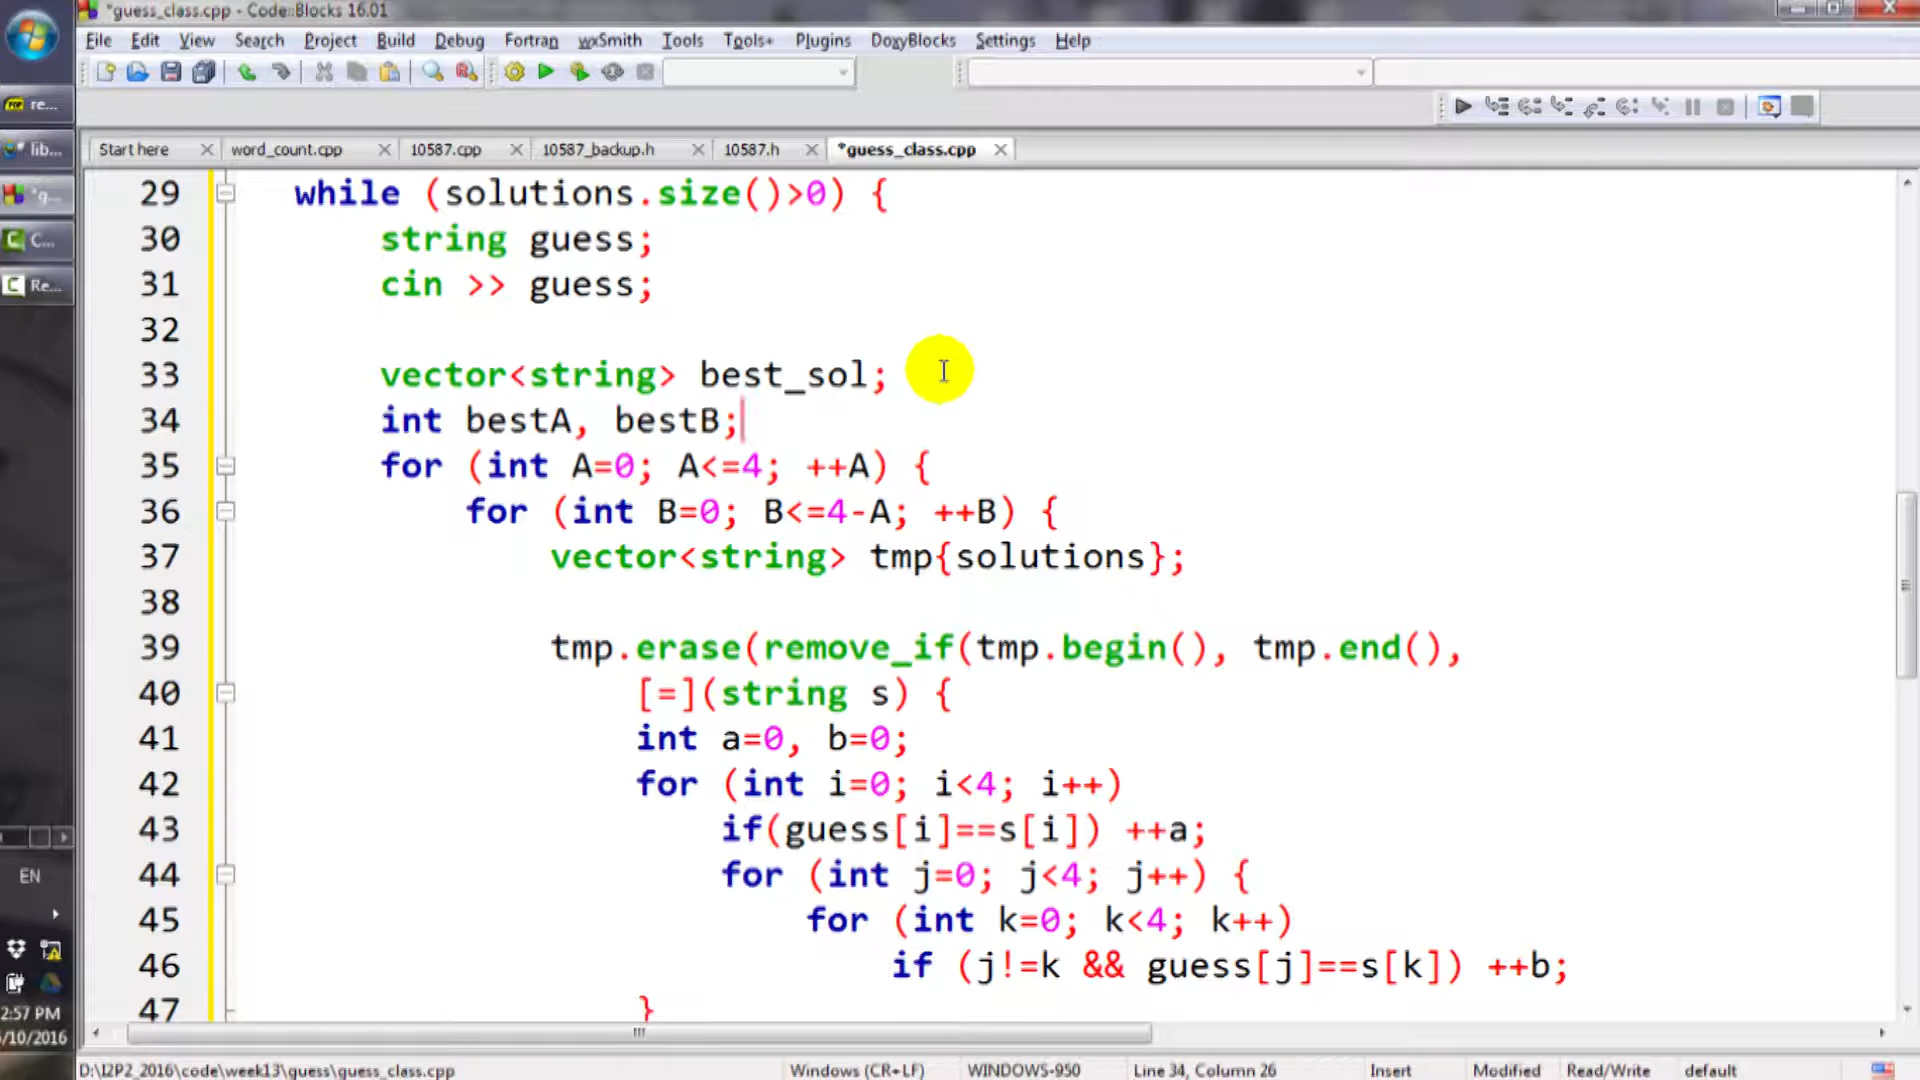 *guess_class.cpp - Code::Blocks 16.01
File Edit View Search Project Build Debug Fortran wxSmith Tools Tools+ Plugins DoxyBlocks Settings Help
re...
lib...
*g...
C...
Re...
Start here word_count.cpp 10587.cpp 10587_backup.h 10587.h *guess_class.cpp
29 while (solutions.size()>0) {
30 string guess;
31 cin >> guess;
32
33 vector<string> best_sol;
34 int bestA, bestB;
35 for (int A=0; A<=4; ++A) {
36 for (int B=0; B<=4-A; ++B) {
37 vector<string> tmp{solutions};
38
39 tmp.erase(remove_if(tmp.begin(), tmp.end(),
40 [=](string s) {
41 int a=0, b=0;
42 for (int i=0; i<4; i++)
43 if(guess[i]==s[i]) ++a;
44 for (int j=0; j<4; j++) {
45 for (int k=0; k<4; k++)
46 if (j!=k && guess[j]==s[k]) ++b;
47 }
EN
2:57 PM
/10/2016
D:\I2P2_2016\code\week13\guess\guess_class.cpp Windows (CR+LF) WINDOWS-950 Line 34, Column 26 Insert Modified Read/Write default